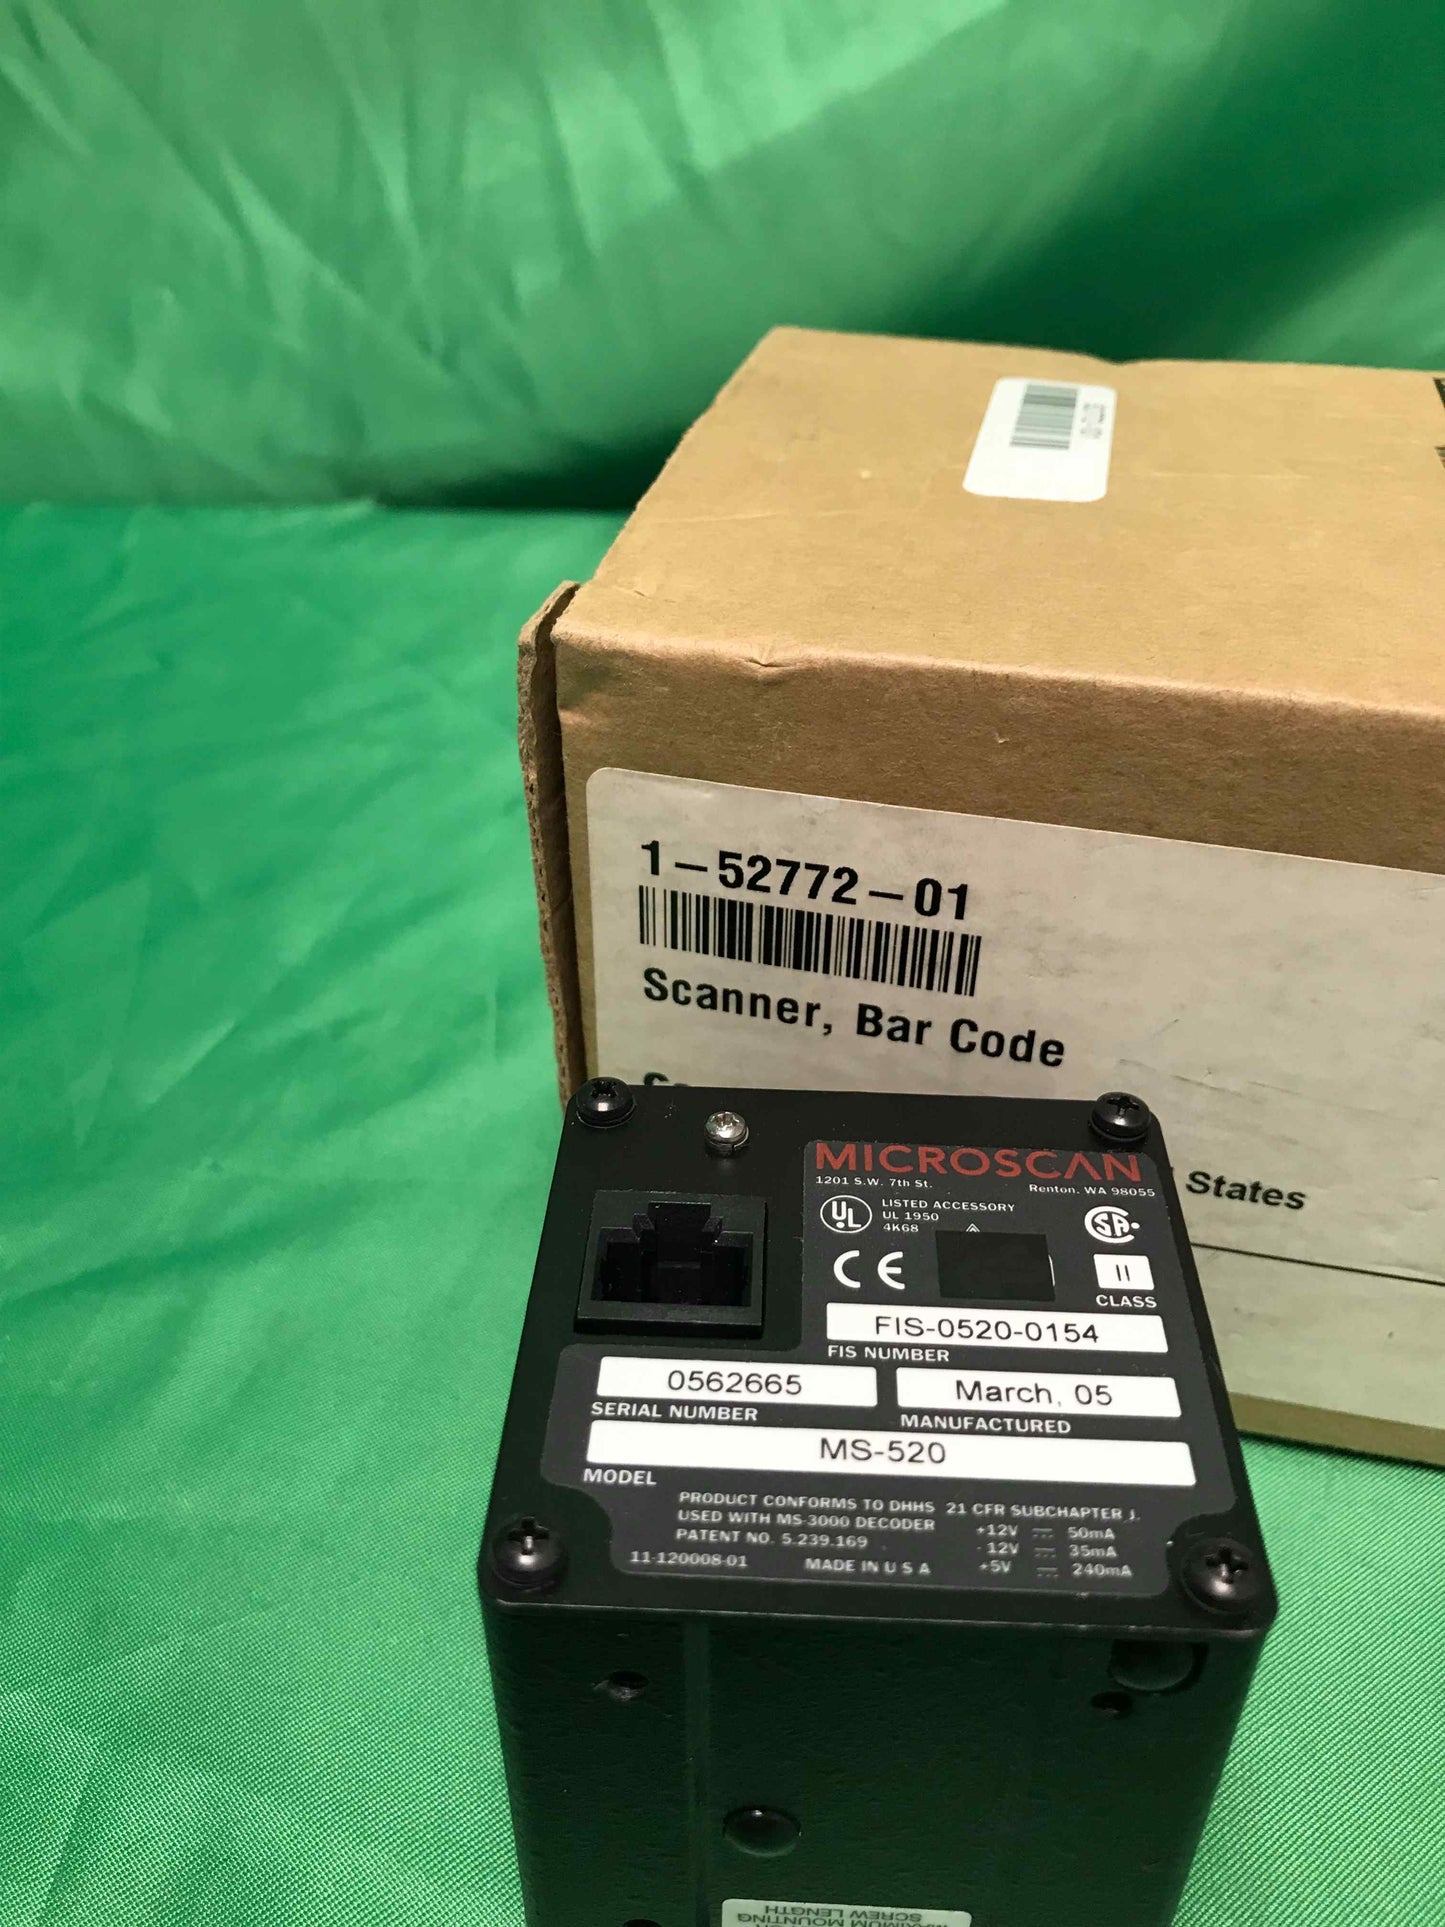 1-52772-01
Scanner, Bar Code
States
MICROSCAN
1201 S.W. 7th St. Renton, WA 98055
UL
LISTED ACCESSORY
UL 1950
4K68
CE
II
CLASS
FIS-0520-0154
FIS NUMBER
0562665
SERIAL NUMBER
March, 05
MANUFACTURED
MS-520
MODEL
PRODUCT CONFORMS TO DHHS 21 CFR SUBCHAPTER J.
USED WITH MS-3000 DECODER
PATENT NO. 5.239.169
11-120008-01 MADE IN U S A
+12V 50mA
-12V 35mA
+5V 240mA
MAXIMUM MOUNTING
SCREW LENGTH